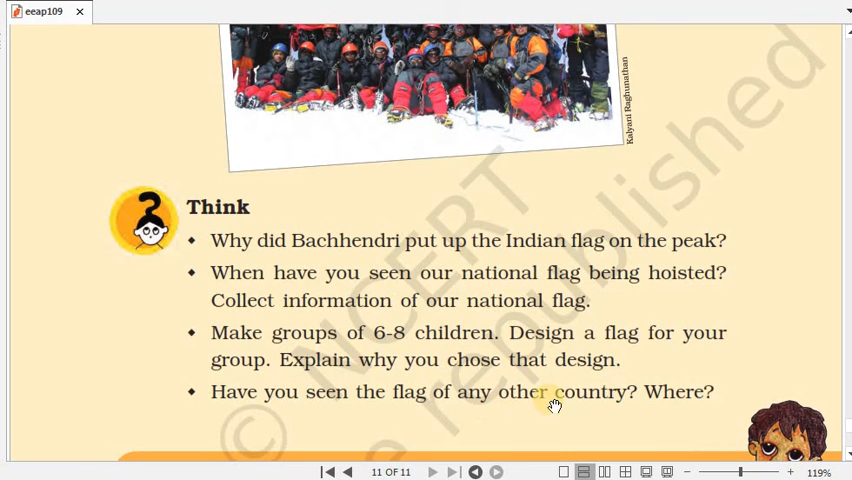 eeap109
Kalyani Raghunathan
Think
Why did Bachhendri put up the Indian flag on the peak?
When have you seen our national flag being hoisted?
Collect information of our national flag.
Make groups of 6-8 children. Design a flag for your
group. Explain why you chose that design.
Have you seen the flag of any other country? Where?
© NCERT
be republished
11 OF 11
119%